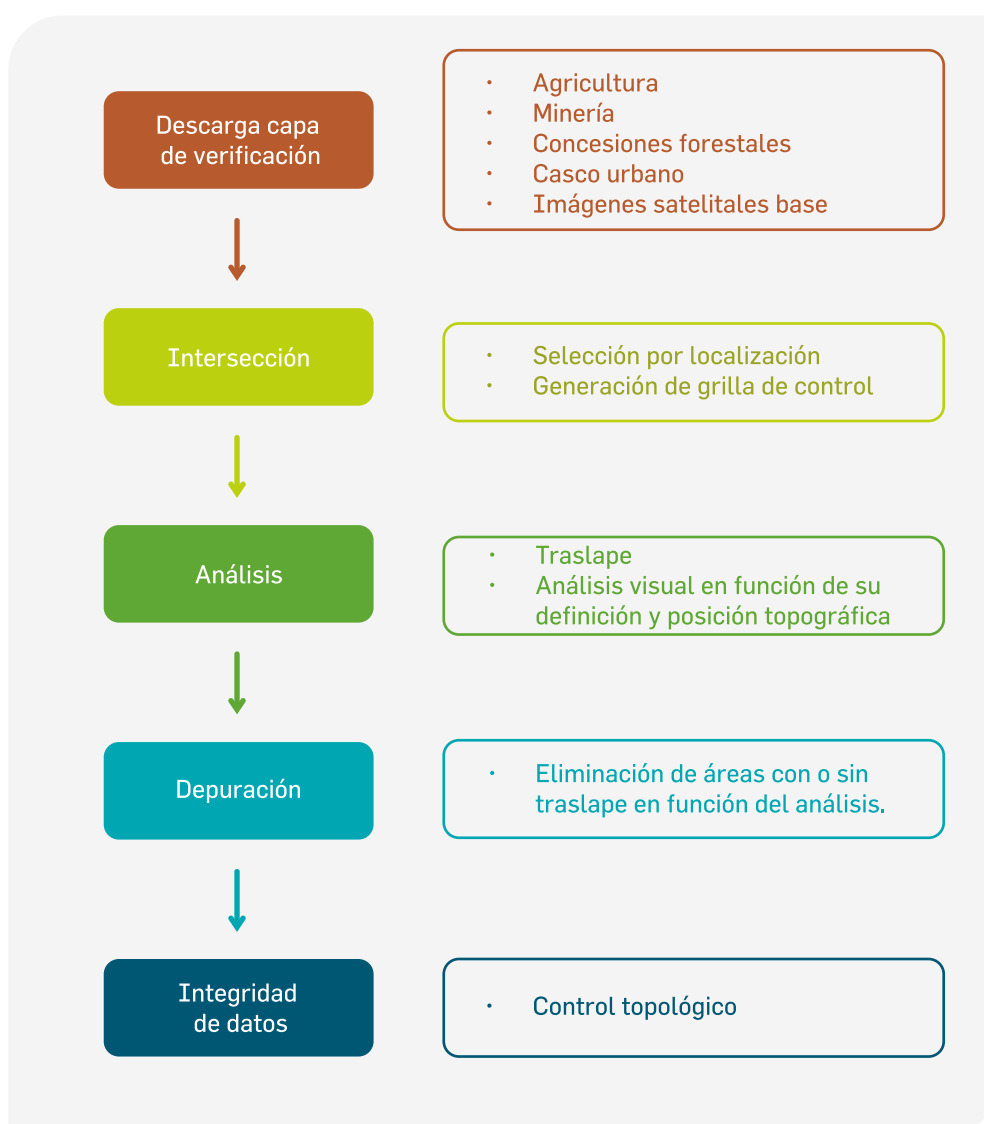 Descarga capa
de verificación
· Agricultura
· Minería
· Concesiones forestales
· Casco urbano
· Imágenes satelitales base
Intersección
· Selección por localización
· Generación de grilla de control
Análisis
· Traslape
· Análisis visual en función de su
definición y posición topográfica
Depuración
· Eliminación de áreas con o sin
traslape en función del análisis.
Integridad
de datos
· Control topológico